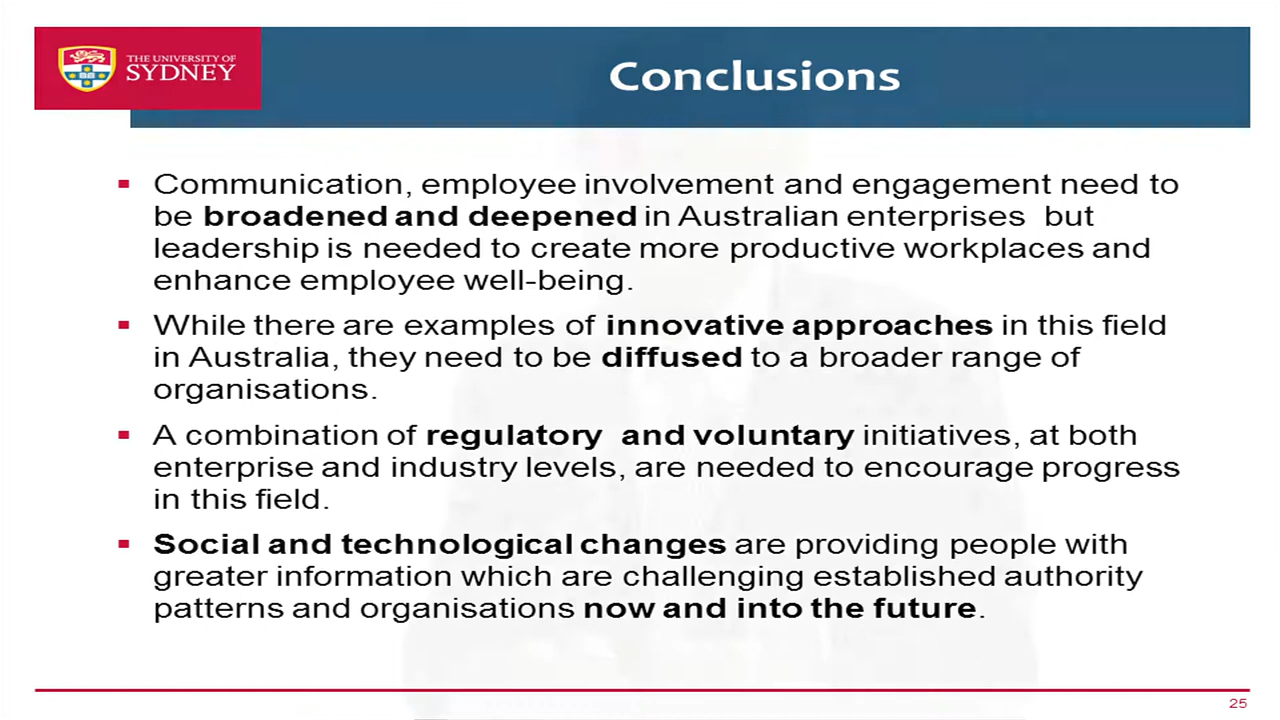 THE UNIVERSITY OF
SYDNEY
Conclusions
Communication, employee involvement and engagement need to
be broadened and deepened in Australian enterprises but
leadership is needed to create more productive workplaces and
enhance employee well-being.
While there are examples of innovative approaches in this field
in Australia, they need to be diffused to a broader range of
organisations.
A combination of regulatory and voluntary initiatives, at both
enterprise and industry levels, are needed to encourage progress
in this field.
Social and technological changes are providing people with
greater information which are challenging established authority
patterns and organisations now and into the future.
25